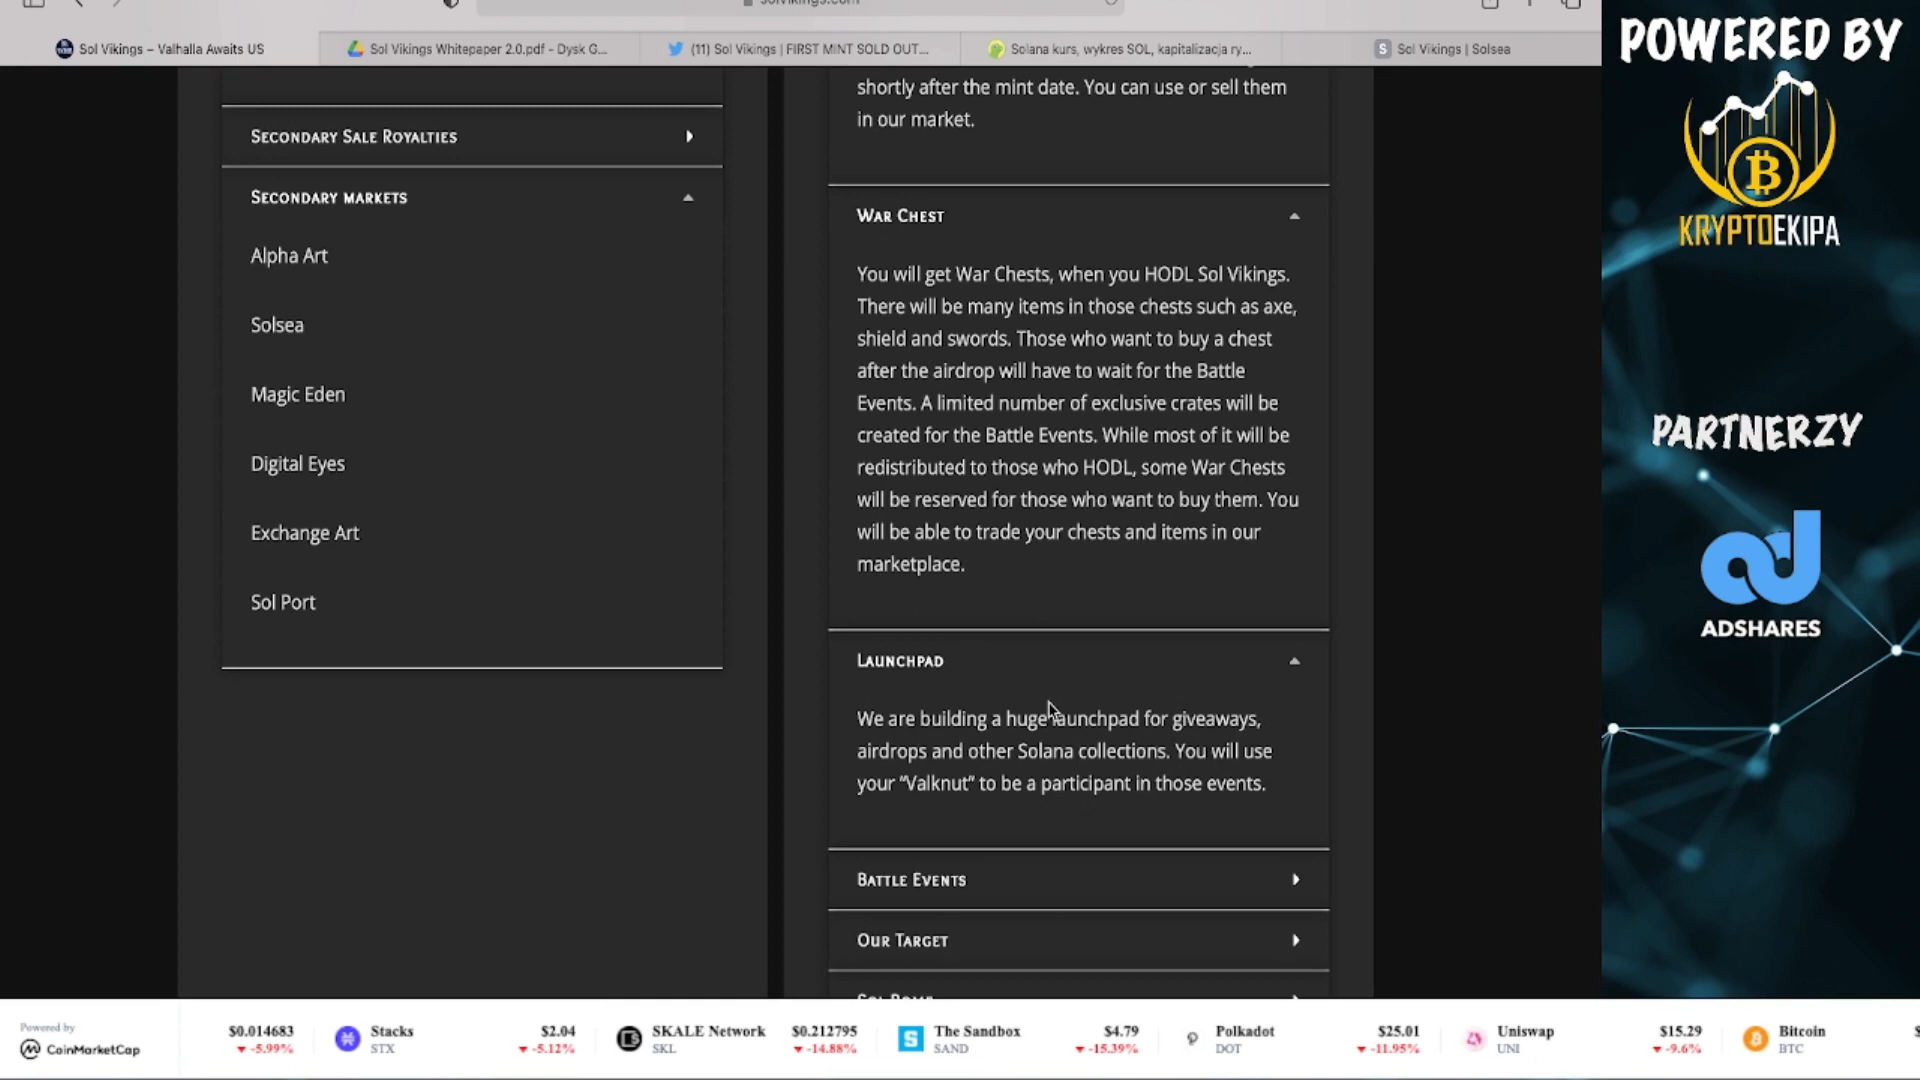 solvikings.com
Sol Vikings – Valhalla Awaits US
Sol Vikings Whitepaper 2.0.pdf - Dysk G...
(11) Sol Vikings | FIRST MINT SOLD OUT...
Solana kurs, wykres SOL, kapitalizacja ry...
S Sol Vikings | Solsea
Secondary Sale Royalties
Secondary markets
Alpha Art
Solsea
Magic Eden
Digital Eyes
Exchange Art
Sol Port
shortly after the mint date. You can use or sell them
in our market.
War Chest
You will get War Chests, when you HODL Sol Vikings.
There will be many items in those chests such as axe,
shield and swords. Those who want to buy a chest
after the airdrop will have to wait for the Battle
Events. A limited number of exclusive crates will be
created for the Battle Events. While most of it will be
redistributed to those who HODL, some War Chests
will be reserved for those who want to buy them. You
will be able to trade your chests and items in our
marketplace.
Launchpad
We are building a huge launchpad for giveaways,
airdrops and other Solana collections. You will use
your “Valknut” to be a participant in those events.
Battle Events
Our Target
Sol Rome
POWERED BY
KRYPTOEKIPA
PARTNERZY
ad
ADSHARES
Powered by
CoinMarketCap
$0.014683
-5.99%
Stacks
STX
$2.04
-5.12%
SKALE Network
SKL
$0.212795
-14.88%
The Sandbox
SAND
$4.79
-15.39%
Polkadot
DOT
$25.01
-11.95%
Uniswap
UNI
$15.29
-9.6%
Bitcoin
BTC